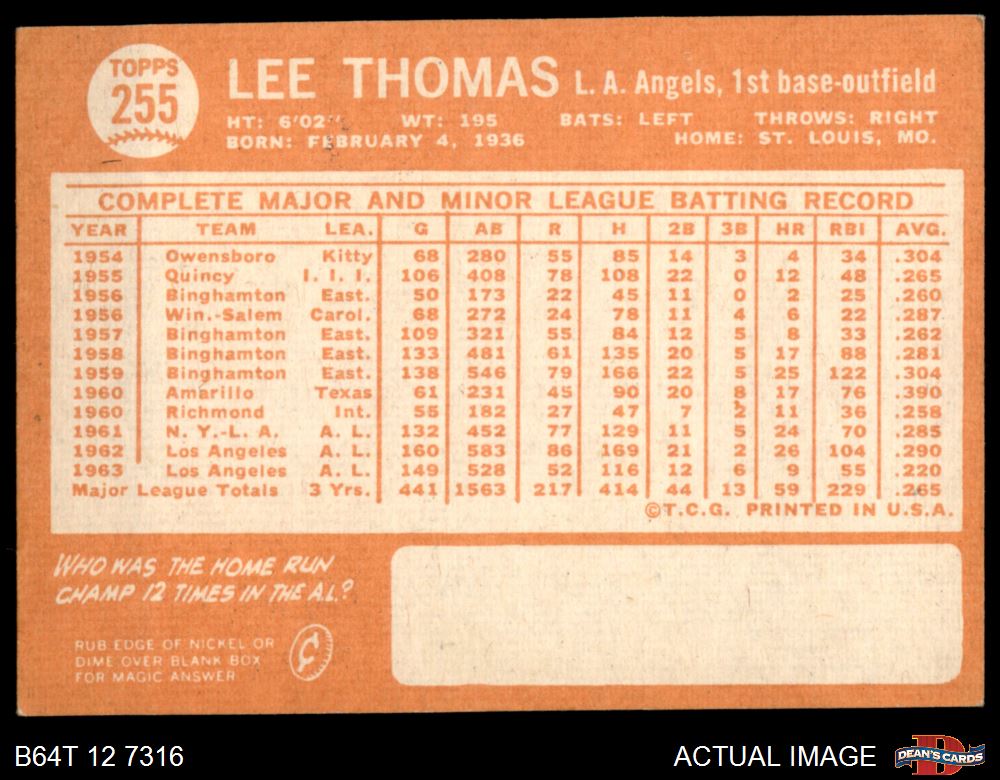 TOPPS
255
LEE THOMAS L. A. Angels, 1st base-outfield
HT: 6'02" WT: 195 BATS: LEFT THROWS: RIGHT
BORN: FEBRUARY 4, 1936 HOME: ST. LOUIS, MO.
COMPLETE MAJOR AND MINOR LEAGUE BATTING RECORD
YEAR TEAM LEA. G AB R H 2B 3B HR RBI AVG.
1954 Owensboro Kitty 68 280 55 85 14 3 4 34 .304
1955 Quincy I. I. I. 106 408 78 108 22 0 12 48 .265
1956 Binghamton East. 50 173 22 45 11 0 2 25 .260
1956 Win.-Salem Carol. 68 272 24 78 11 4 6 22 .287
1957 Binghamton East. 109 321 55 84 12 5 8 33 .262
1958 Binghamton East. 133 481 61 135 20 5 17 88 .281
1959 Binghamton East. 138 546 79 166 22 5 25 122 .304
1960 Amarillo Texas 61 231 45 90 20 8 17 76 .390
1960 Richmond Int. 55 182 27 47 7 2 11 36 .258
1961 N. Y.-L. A. A. L. 132 452 77 129 11 5 24 70 .285
1962 Los Angeles A. L. 160 583 86 169 21 2 26 104 .290
1963 Los Angeles A. L. 149 528 52 116 12 6 9 55 .220
Major League Totals 3 Yrs. 441 1563 217 414 44 13 59 229 .265
©T.C.G. PRINTED IN U.S.A.
WHO WAS THE HOME RUN
CHAMP 12 TIMES IN THE A.L.?
RUB EDGE OF NICKEL OR
DIME OVER BLANK BOX
FOR MAGIC ANSWER
B64T 12 7316
ACTUAL IMAGE
DEAN'S CARDS